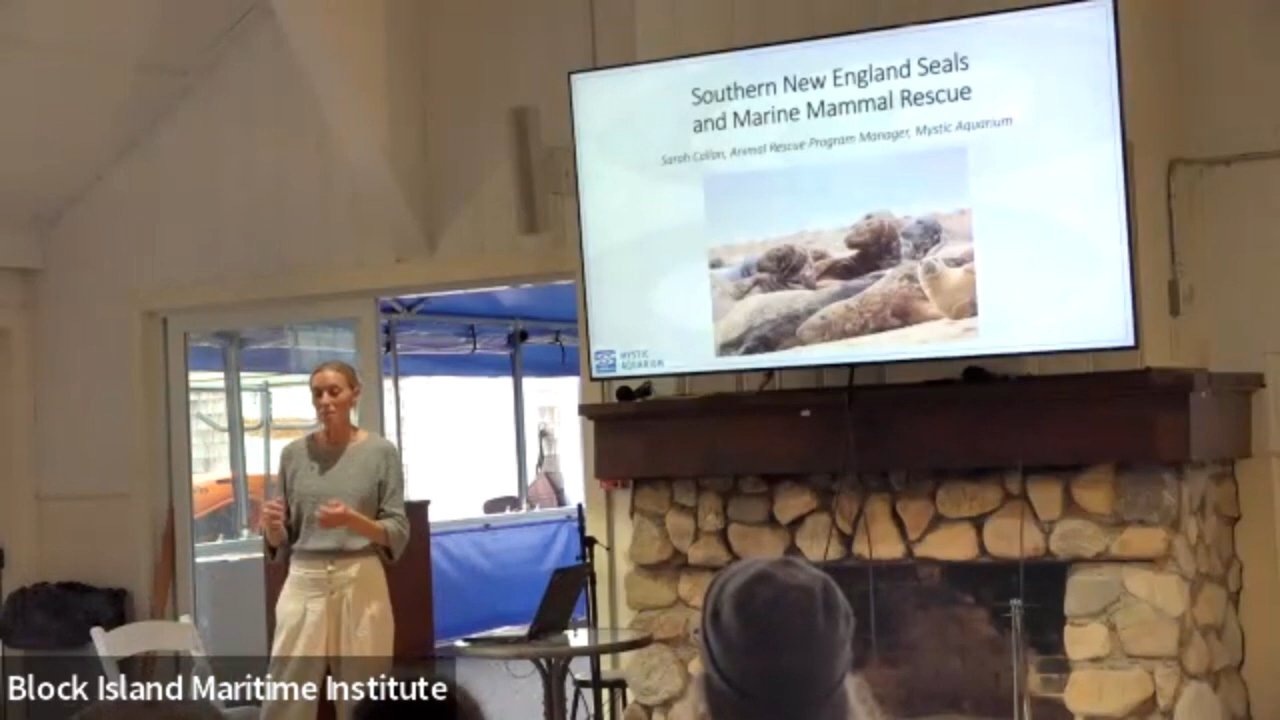 Southern New England Seals
and Marine Mammal Rescue
Sarah Callan, Animal Rescue Program Manager, Mystic Aquarium
MYSTIC
AQUARIUM
Block Island Maritime Institute